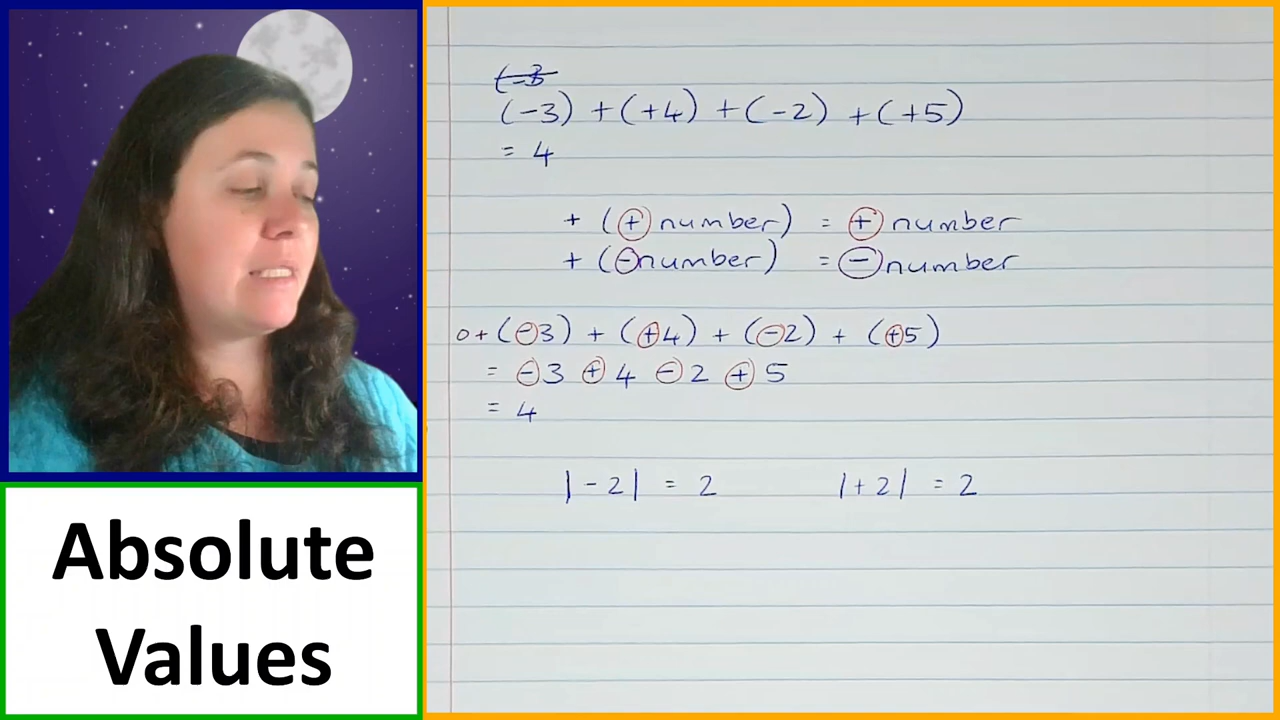 (-3
(-3) + (+4) + (-2) + (+5)
= 4
+ (+ number) = + number
+ (- number) = - number
0 + (-3) + (+4) + (-2) + (+5)
= - 3 + 4 - 2 + 5
= 4
|-2| = 2 |+2| = 2
Absolute
Values